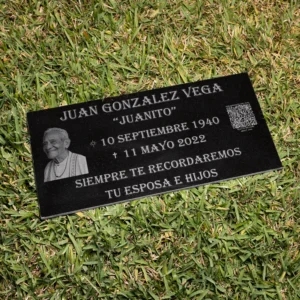 JUAN GONZALEZ VEGA
“JUANITO”
10 SEPTIEMBRE 1940
† 11 MAYO 2022
SIEMPRE TE RECORDAREMOS
TU ESPOSA E HIJOS